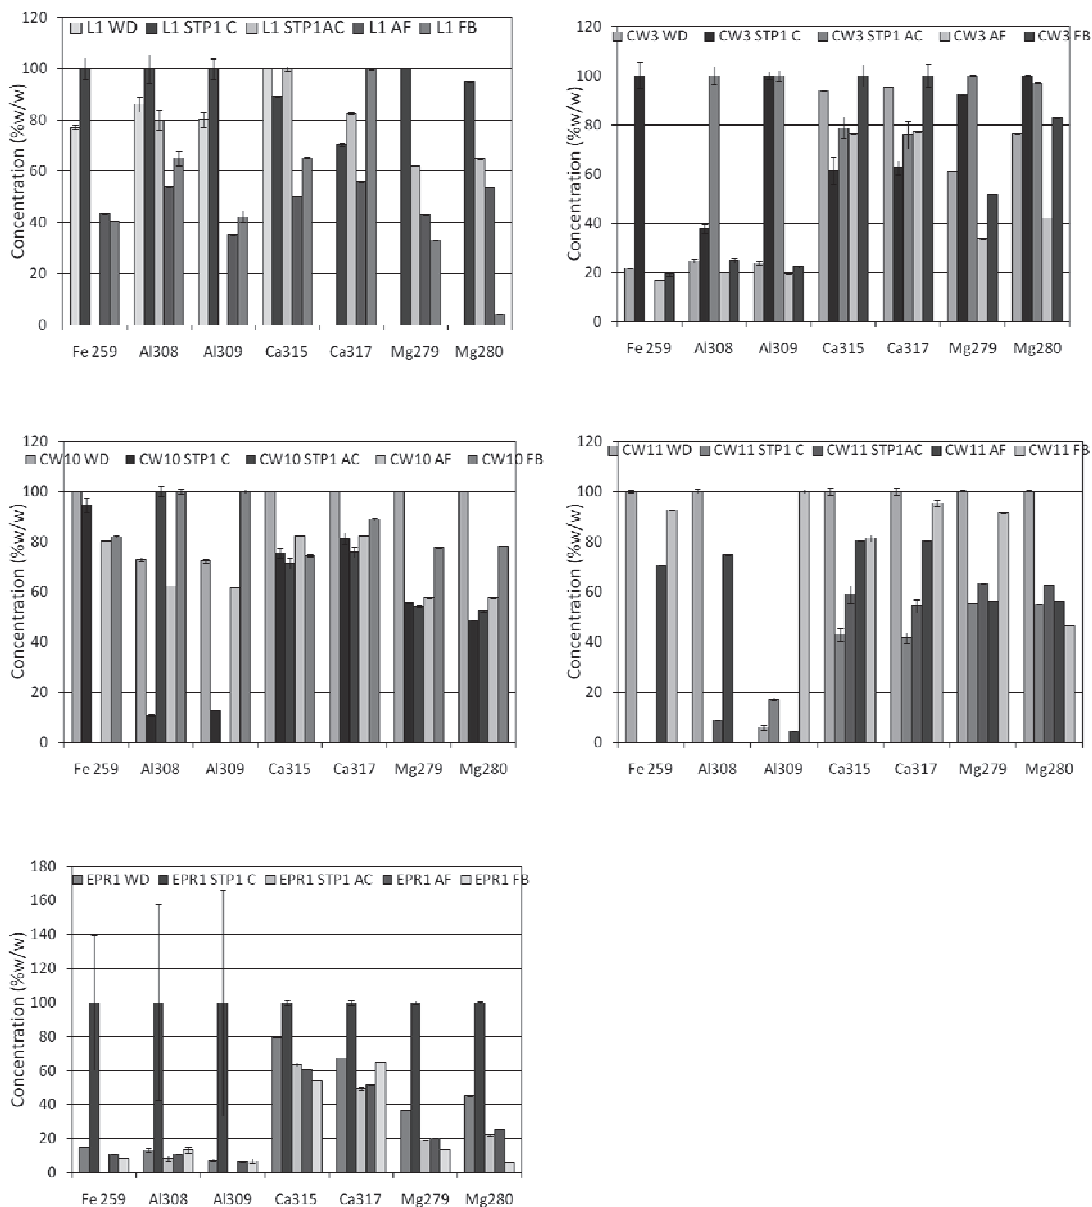 120
L1 WD L1 STP1 C L1 STP1AC L1 AF L1 FB
100
80
60
40
20
0
Concentration (%w/w)
Fe 259 Al308 Al309 Ca315 Ca317 Mg279 Mg280
120
CW3 WD CW3 STP1 C CW3 STP1 AC CW3 AF CW3 FB
100
80
60
40
20
0
Concentration (%w/w)
Fe 259 Al308 Al309 Ca315 Ca317 Mg279 Mg280
120
CW10 WD CW10 STP1 C CW10 STP1 AC CW10 AF CW10 FB
100
80
60
40
20
0
Concentration (%w/w)
Fe 259 Al308 Al309 Ca315 Ca317 Mg279 Mg280
120
CW11 WD CW11 STP1 C CW11 STP1AC CW11 AF CW11 FB
100
80
60
40
20
0
Concentration (%w/w)
Fe 259 Al308 Al309 Ca315 Ca317 Mg279 Mg280
180
EPR1 WD EPR1 STP1 C EPR1 STP1 AC EPR1 AF EPR1 FB
160
140
120
100
80
60
40
20
0
Concentration (%w/w)
Fe 259 Al308 Al309 Ca315 Ca317 Mg279 Mg280